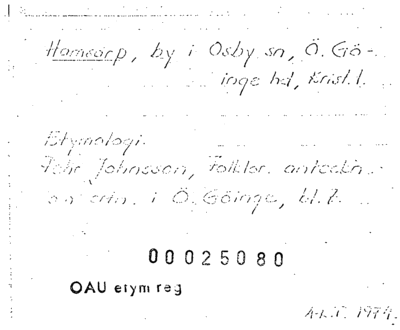 Hamsarp, by i Osby sn, Ö. Gö-
inge hd, Krist. l.
Etymologi.
Pehr Johnsson, Folklor. anteckn.
i Ö. Göinge, bl. 7.
00025080
OAU etym reg
1974.